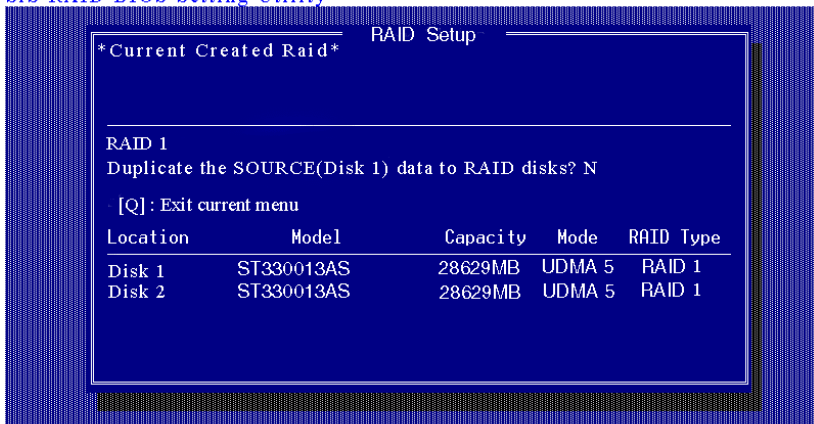 RAID Setup
*Current Created Raid*
RAID 1
Duplicate the SOURCE(Disk 1) data to RAID disks? N
[Q] : Exit current menu
Location Model Capacity Mode RAID Type
Disk 1 ST330013AS 28629MB UDMA 5 RAID 1
Disk 2 ST330013AS 28629MB UDMA 5 RAID 1